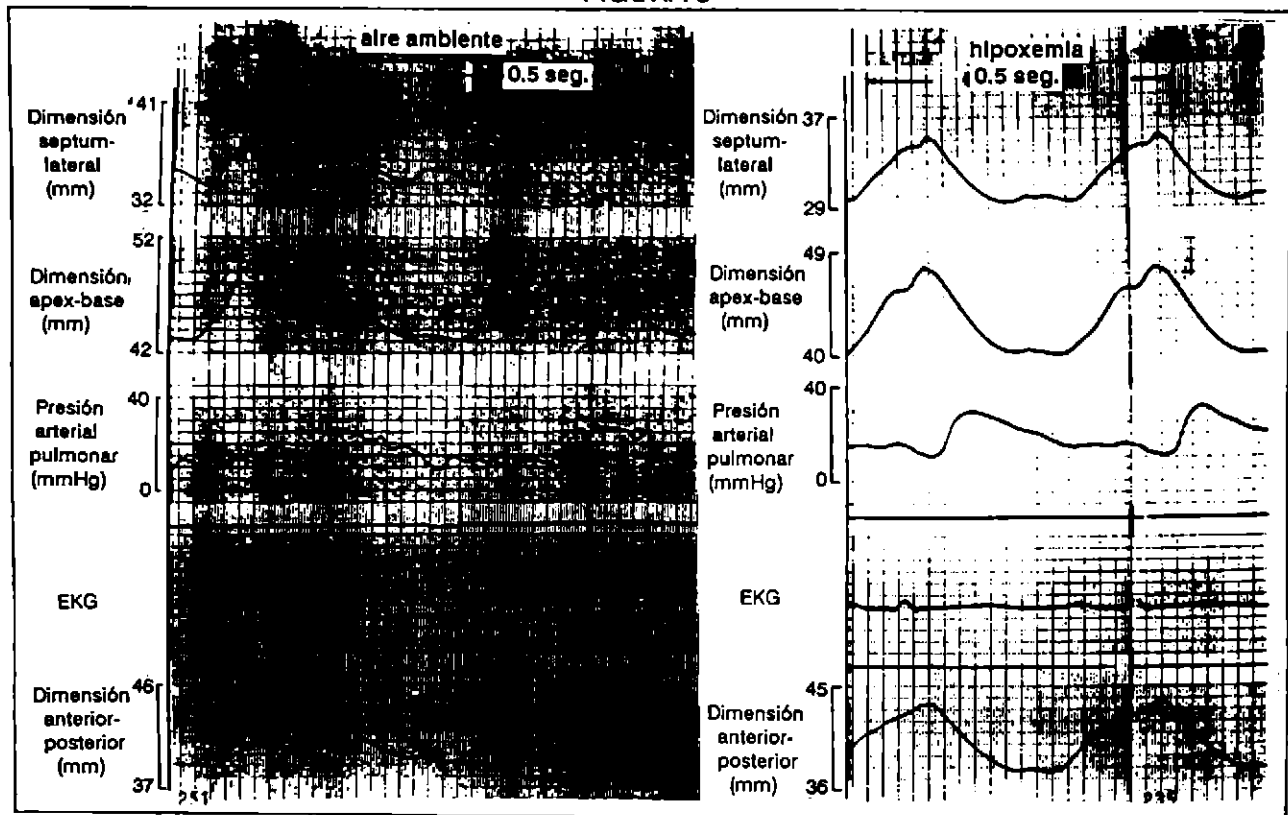 aire ambiente
0.5 seg.
Dimensión
septum-
lateral
(mm)
41
32
Dimensión
apex-base
(mm)
52
42
Presión
arterial
pulmonar
(mmHg)
40
0
EKG
Dimensión
anterior-
posterior
(mm)
46
37
251
hipoxemia
0.5 seg.
Dimensión
septum-
lateral
(mm)
37
29
Dimensión
apex-base
(mm)
49
40
Presión
arterial
pulmonar
(mmHg)
40
0
EKG
Dimensión
anterior-
posterior
(mm)
45
36